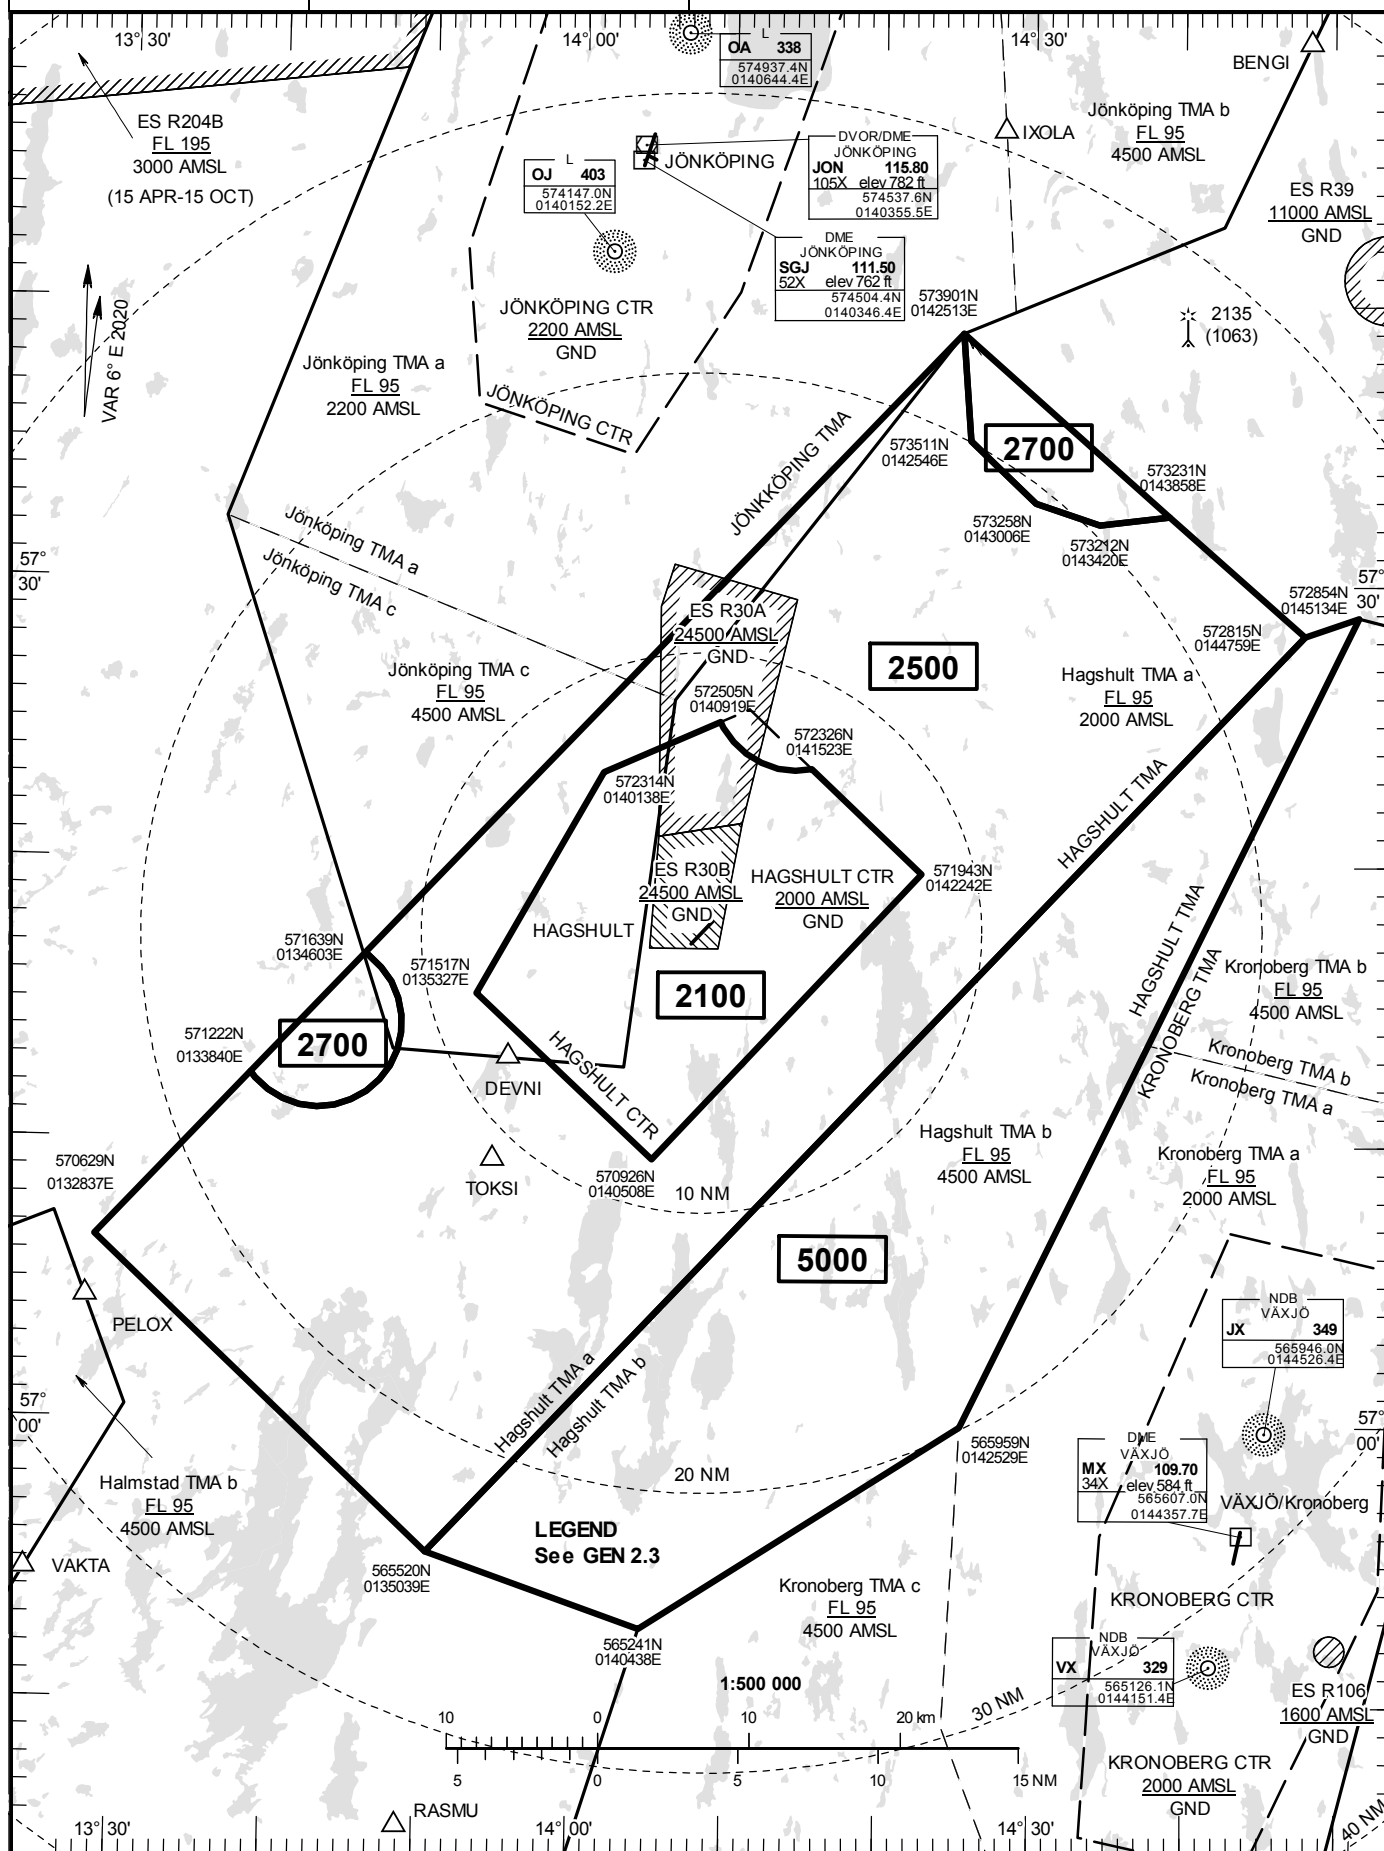 13° 30'
14° 00'
14° 30'
L
OA 338
574937.4N
0140644.4E
BENGI
ES R204B
FL 195
3000 AMSL
(15 APR-15 OCT)
L
OJ 403
574147.0N
0140152.2E
JÖNKÖPING
DVOR/DME
JÖNKÖPING
JON 115.80
105X elev 782 ft
574537.6N
0140355.5E
IXOLA
Jönköping TMA b
FL 95
4500 AMSL
ES R39
11000 AMSL
GND
DME
JÖNKÖPING
SGJ 111.50
52X elev 762 ft
574504.4N
0140346.4E
573901N
0142513E
2135
(1063)
VAR 6° E 2020
JÖNKÖPING CTR
2200 AMSL
GND
Jönköping TMA a
FL 95
2200 AMSL
JÖNKÖPING CTR
JÖNKKÖPING TMA
573511N
0142546E
2700
573231N
0143858E
573258N
0143006E
573212N
0143420E
Jönköping TMA a
Jönköping TMA c
57°
30'
57°
30'
572854N
0145134E
572815N
0144759E
ES R30A
24500 AMSL
GND
2500
Jönköping TMA c
FL 95
4500 AMSL
Hagshult TMA a
FL 95
2000 AMSL
572505N
0140919E
572326N
0141523E
572314N
0140138E
HAGSHULT TMA
ES R30B
24500 AMSL
GND
HAGSHULT CTR
2000 AMSL
GND
571943N
0142242E
HAGSHULT
571639N
0134603E
571517N
0135327E
HAGSHULT TMA
KRONOBERG TMA
Kronoberg TMA b
FL 95
4500 AMSL
2100
571222N
0133840E
2700
HAGSHULT CTR
DEVNI
Kronoberg TMA b
Kronoberg TMA a
Hagshult TMA b
FL 95
4500 AMSL
Kronoberg TMA a
FL 95
2000 AMSL
570629N
0132837E
TOKSI
570926N
0140508E
10 NM
5000
PELOX
NDB
VÄXJÖ
JX 349
565946.0N
0144526.4E
Hagshult TMA a
Hagshult TMA b
57°
00'
57°
00'
565959N
0142529E
DME
VÄXJÖ
MX 109.70
34X elev 584 ft
565607.0N
0144357.7E
20 NM
Halmstad TMA b
FL 95
4500 AMSL
VÄXJÖ/Kronoberg
LEGEND
See GEN 2.3
VAKTA
565520N
0135039E
Kronoberg TMA c
FL 95
4500 AMSL
KRONOBERG CTR
565241N
0140438E
NDB
VÄXJÖ
VX 329
565126.1N
0144151.4E
1:500 000
30 NM
ES R106
1600 AMSL
GND
10 0 10 20 km
5 0 5 10 15 NM
KRONOBERG CTR
2000 AMSL
GND
RASMU
40 NM
13° 30'
14° 00'
14° 30'